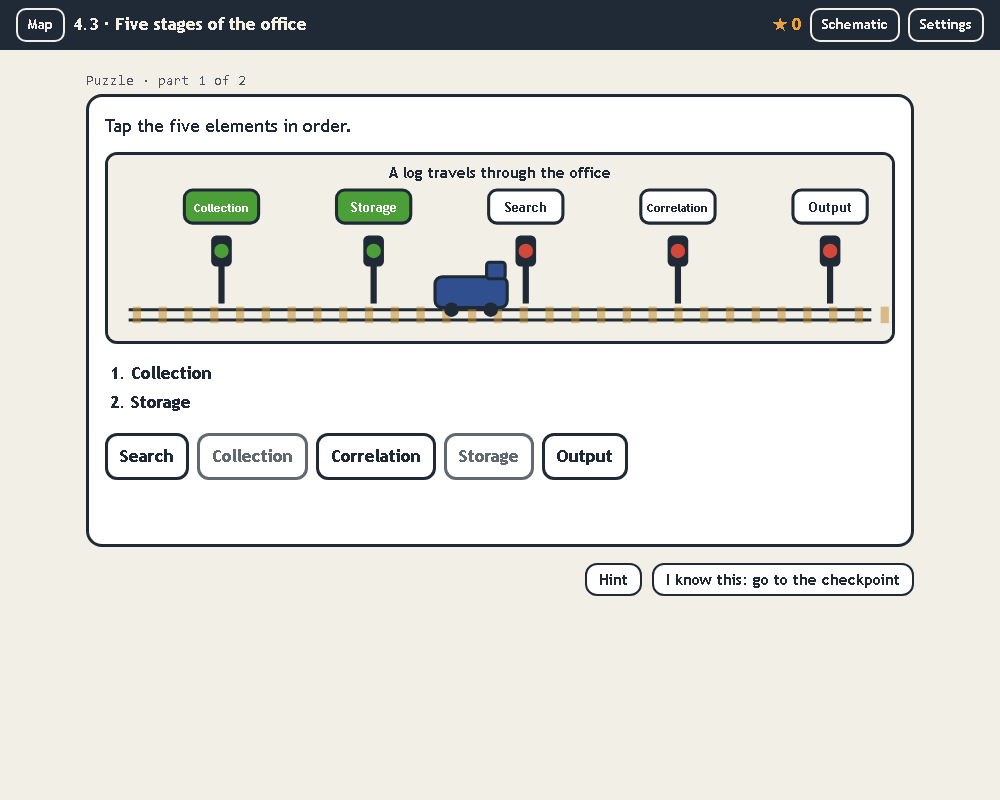 Map 4.3 · Five stages of the office ★ 0 Schematic Settings
Puzzle · part 1 of 2
Tap the five elements in order.
A log travels through the office
Collection Storage Search Correlation Output
1. Collection
2. Storage
Search Collection Correlation Storage Output
Hint I know this: go to the checkpoint